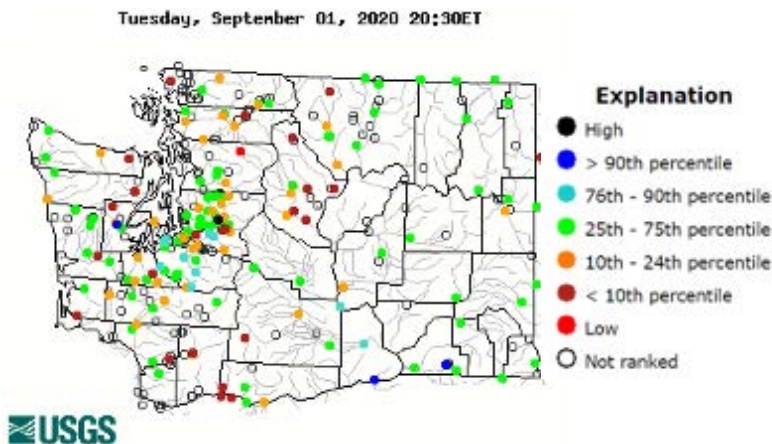 Tuesday, September 01, 2020 20:30ET
Explanation
High
> 90th percentile
76th - 90th percentile
25th - 75th percentile
10th - 24th percentile
< 10th percentile
Low
Not ranked
USGS